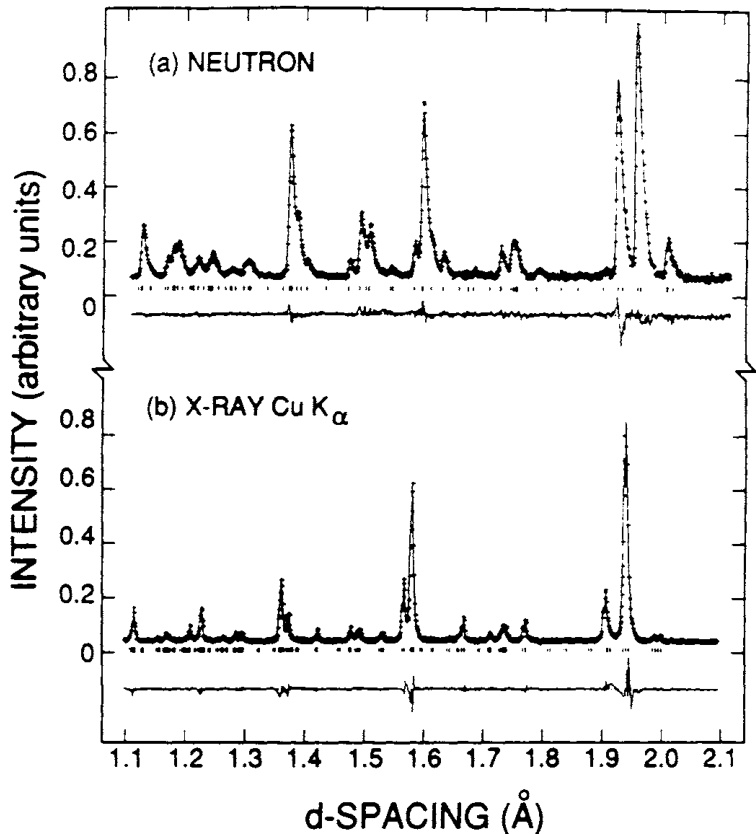 (a) NEUTRON
0.8
0.6
0.4
0.2
0
INTENSITY (arbitrary units)
(b) X-RAY Cu Kα
0.8
0.6
0.4
0.2
0
1.1 1.2 1.3 1.4 1.5 1.6 1.7 1.8 1.9 2.0 2.1
d-SPACING (Å)